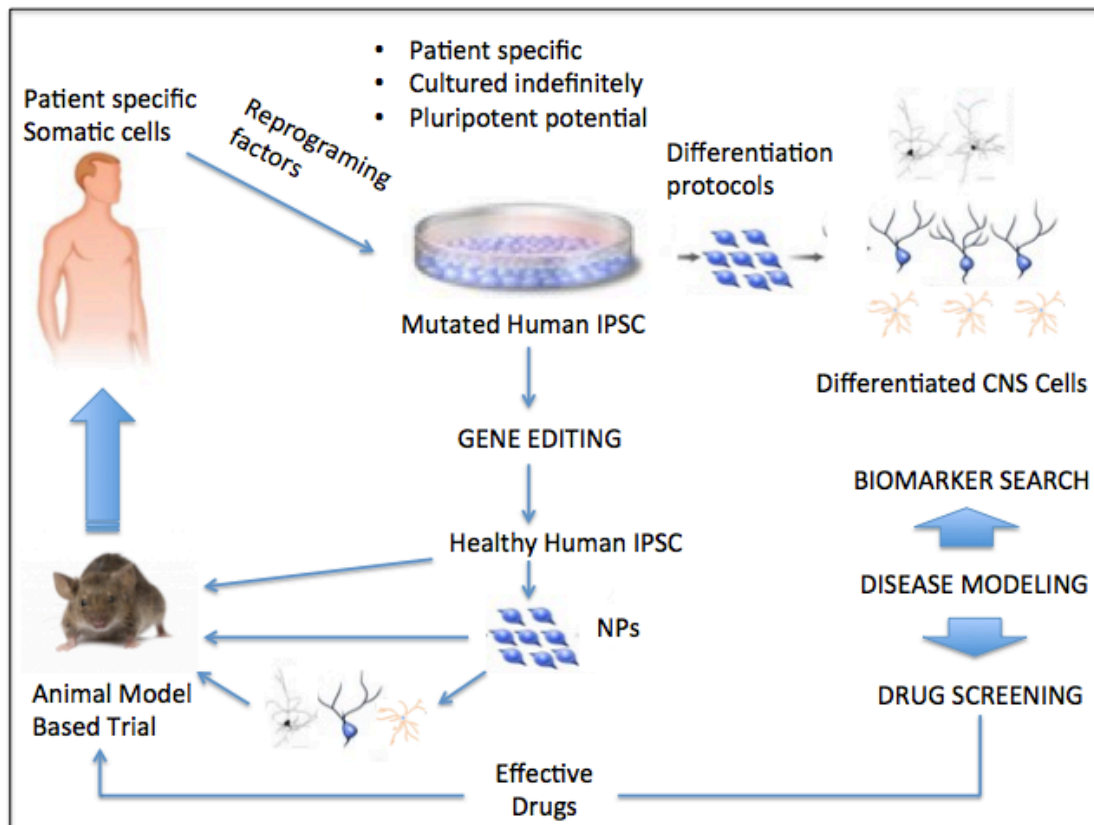 • Patient specific
• Cultured indefinitely
• Pluripotent potential
Patient specific
Somatic cells
Reprograming
factors
Differentiation
protocols
Mutated Human IPSC
Differentiated CNS Cells
GENE EDITING
BIOMARKER SEARCH
Healthy Human IPSC
DISEASE MODELING
NPs
DRUG SCREENING
Animal Model
Based Trial
Effective
Drugs